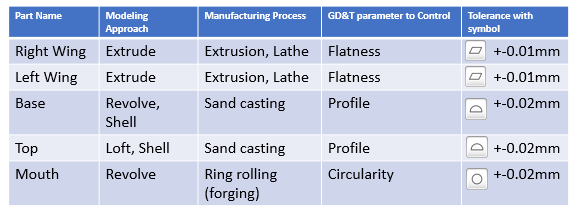 Part Name Modeling Approach Manufacturing Process GD&T parameter to Control Tolerance with symbol
Right Wing Extrude Extrusion, Lathe Flatness +-0.01mm
Left Wing Extrude Extrusion, Lathe Flatness +-0.01mm
Base Revolve, Shell Sand casting Profile +-0.02mm
Top Loft, Shell Sand casting Profile +-0.02mm
Mouth Revolve Ring rolling (forging) Circularity +-0.02mm